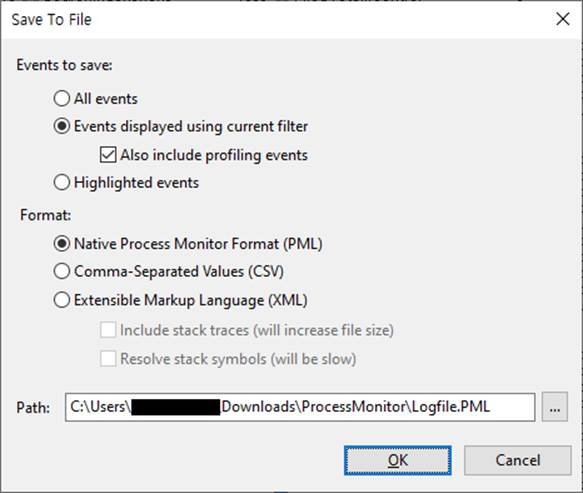 Save To File
Events to save:
All events
Events displayed using current filter
Also include profiling events
Highlighted events
Format:
Native Process Monitor Format (PML)
Comma-Separated Values (CSV)
Extensible Markup Language (XML)
Include stack traces (will increase file size)
Resolve stack symbols (will be slow)
Path: C:\Users\ Downloads\ProcessMonitor\Logfile.PML ...
OK Cancel